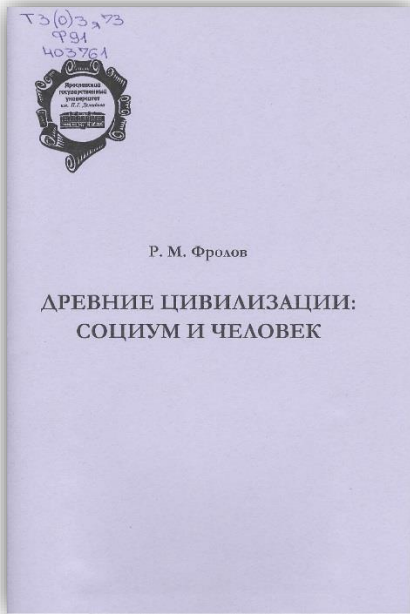 Т3(0)3я73
Ф91
403761
Ярославский
государственный
университет
им. П.Г. Демидова
Р. М. Фролов
ДРЕВНИЕ ЦИВИЛИЗАЦИИ:
СОЦИУМ И ЧЕЛОВЕК